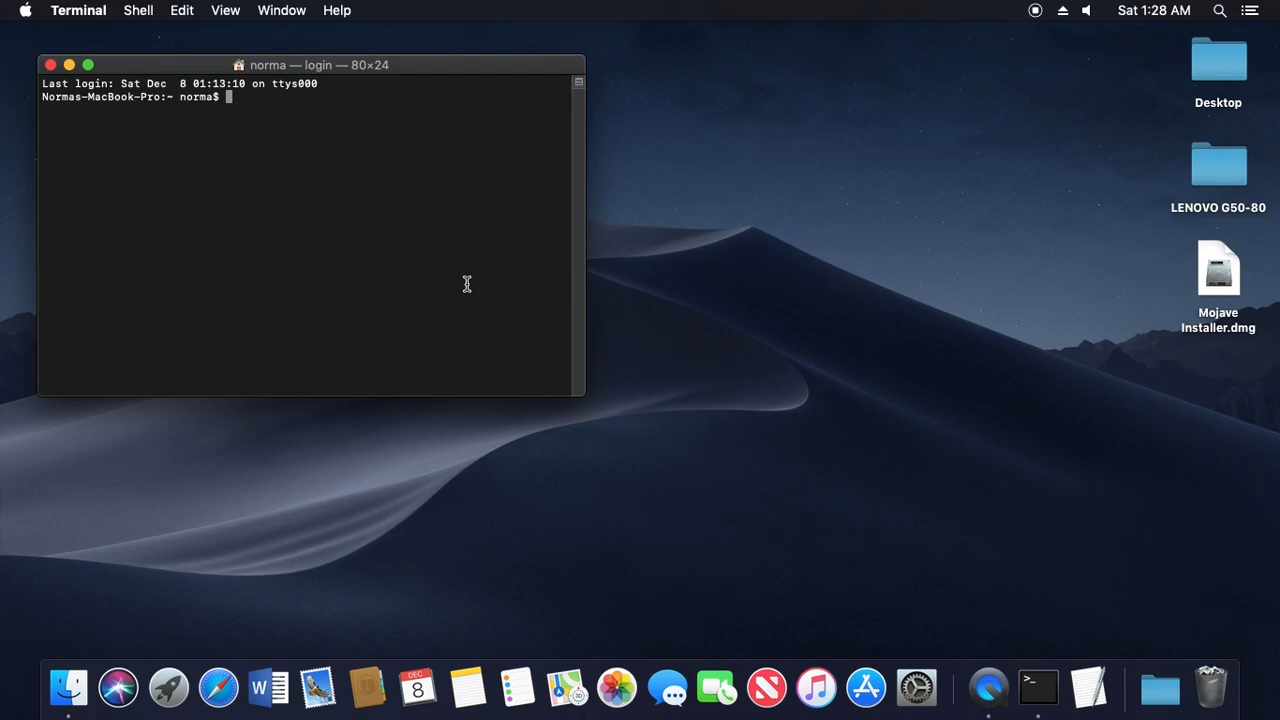 Terminal Shell Edit View Window Help Sat 1:28 AM
norma — login — 80×24
Last login: Sat Dec  8 01:13:10 on ttys000
Normas-MacBook-Pro:~ norma$
Desktop
LENOVO G50-80
Mojave
Installer.dmg
W
DEC
8
>_